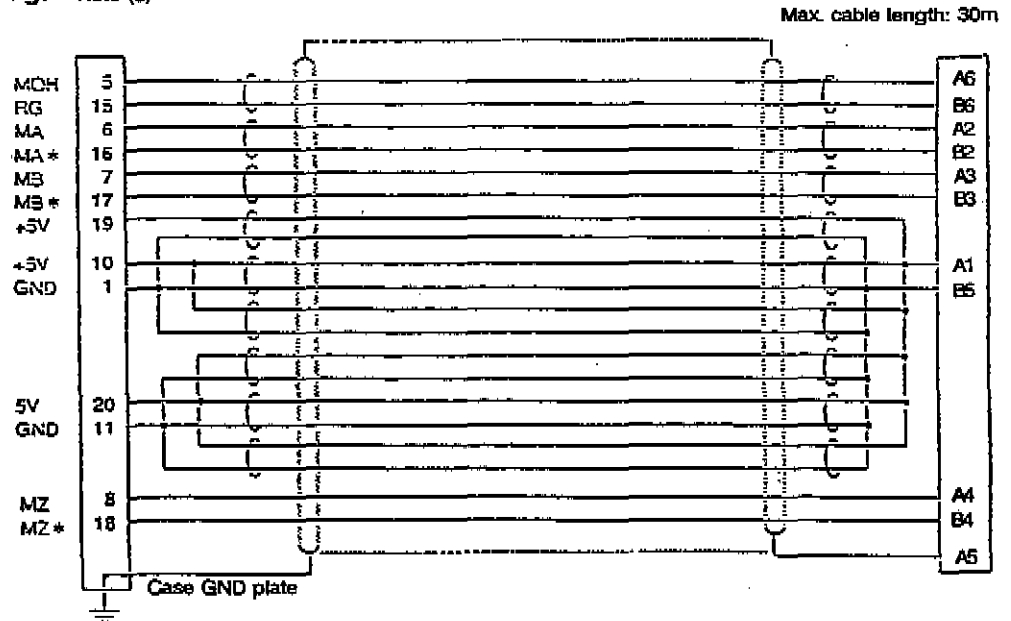 Max. cable length: 30m
MOH 5 A6
RG 15 B6
MA 6 A2
MA* 16 B2
MB 7 A3
MB* 17 B3
+5V 19
+5V 10 A1
GND 1 B5
5V 20
GND 11
MZ 8 A4
MZ* 18 B4
A5
Case GND plate